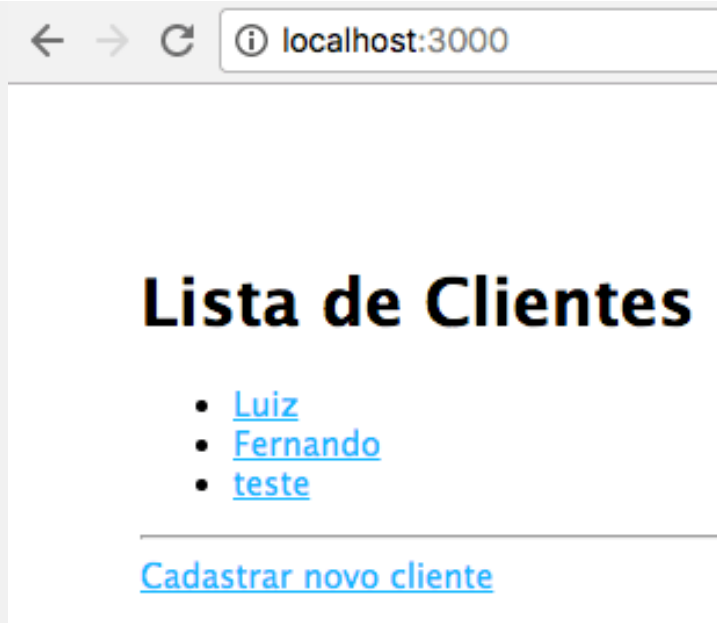 localhost:3000
Lista de Clientes
Luiz
Fernando
teste
Cadastrar novo cliente